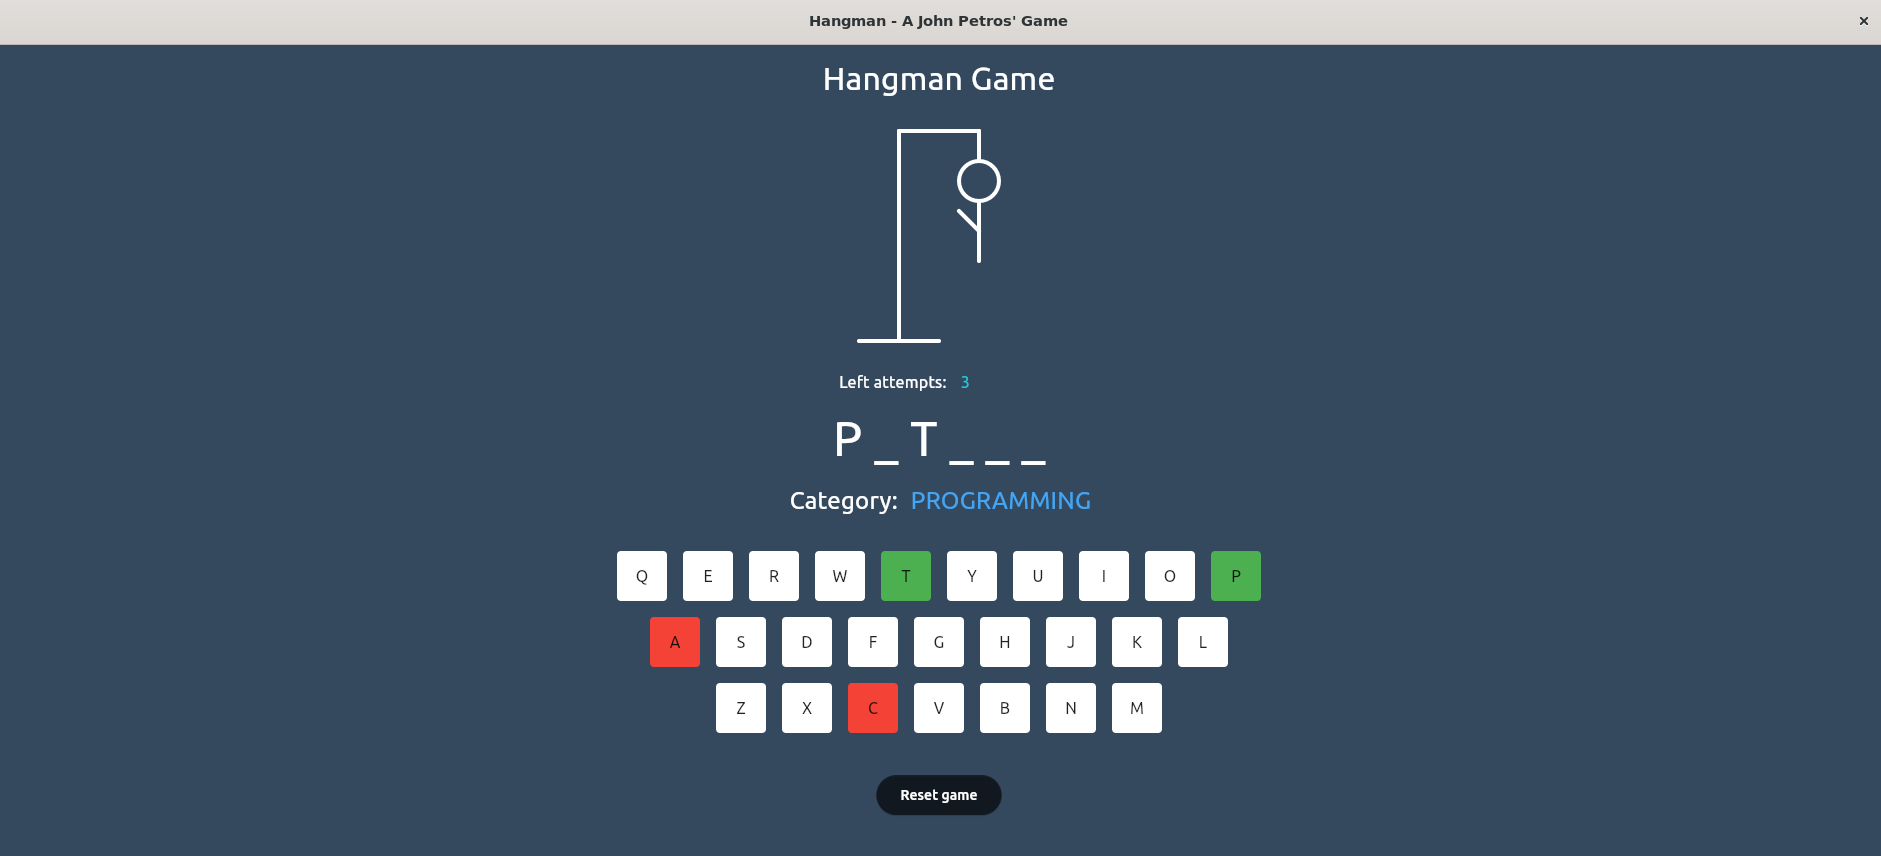 Hangman - A John Petros' Game ×
Hangman Game
Left attempts: 3
P _ T _ _ _
Category: PROGRAMMING
Q E R W T Y U I O P
A S D F G H J K L
Z X C V B N M
Reset game